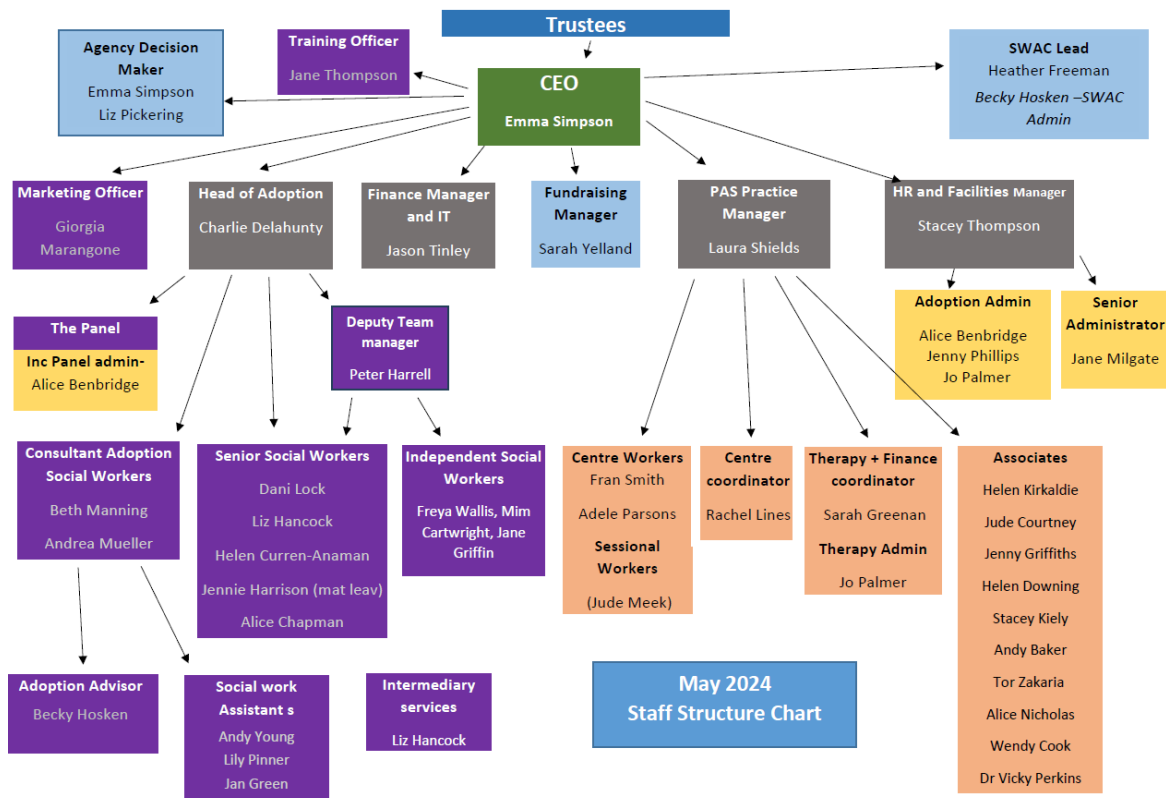 Trustees
Agency Decision
Maker
Emma Simpson
Liz Pickering
Training Officer
Jane Thompson
CEO
Emma Simpson
SWAC Lead
Heather Freeman
Becky Hosken –SWAC
Admin
Marketing Officer
Giorgia
Marangone
Head of Adoption
Charlie Delahunty
Finance Manager
and IT
Jason Tinley
Fundraising
Manager
Sarah Yelland
PAS Practice
Manager
Laura Shields
HR and Facilities Manager
Stacey Thompson
The Panel
Inc Panel admin-
Alice Benbridge
Deputy Team
manager
Peter Harrell
Adoption Admin
Alice Benbridge
Jenny Phillips
Jo Palmer
Senior
Administrator
Jane Milgate
Consultant Adoption
Social Workers
Beth Manning
Andrea Mueller
Senior Social Workers
Dani Lock
Liz Hancock
Helen Curren-Anaman
Jennie Harrison (mat leav)
Alice Chapman
Independent Social
Workers
Freya Wallis, Mim
Cartwright, Jane
Griffin
Centre Workers
Fran Smith
Adele Parsons
Sessional
Workers
(Jude Meek)
Centre
coordinator
Rachel Lines
Therapy + Finance
coordinator
Sarah Greenan
Therapy Admin
Jo Palmer
Associates
Helen Kirkaldie
Jude Courtney
Jenny Griffiths
Helen Downing
Stacey Kiely
Andy Baker
Tor Zakaria
Alice Nicholas
Wendy Cook
Dr Vicky Perkins
Adoption Advisor
Becky Hosken
Social work
Assistant s
Andy Young
Lily Pinner
Jan Green
Intermediary
services
Liz Hancock
May 2024
Staff Structure Chart